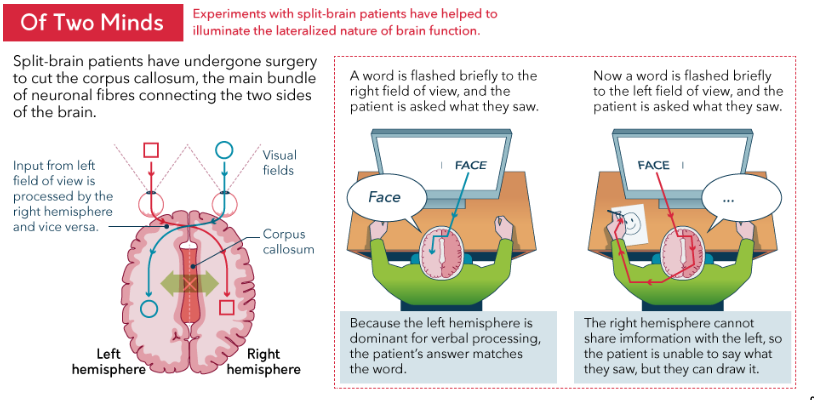 Of Two Minds
Experiments with split-brain patients have helped to
illuminate the lateralized nature of brain function.
Split-brain patients have undergone surgery
to cut the corpus callosum, the main bundle
of neuronal fibres connecting the two sides
of the brain.
Input from left
field of view is
processed by the
right hemisphere
and vice versa.
Visual
fields
Corpus
callosum
Left
hemisphere
Right
hemisphere
A word is flashed briefly to the
right field of view, and the
patient is asked what they saw.
FACE
Face
Because the left hemisphere is
dominant for verbal processing,
the patient's answer matches
the word.
Now a word is flashed briefly
to the left field of view, and the
patient is asked what they saw.
FACE
...
The right hemisphere cannot
share imformation with the left, so
the patient is unable to say what
they saw, but they can draw it.